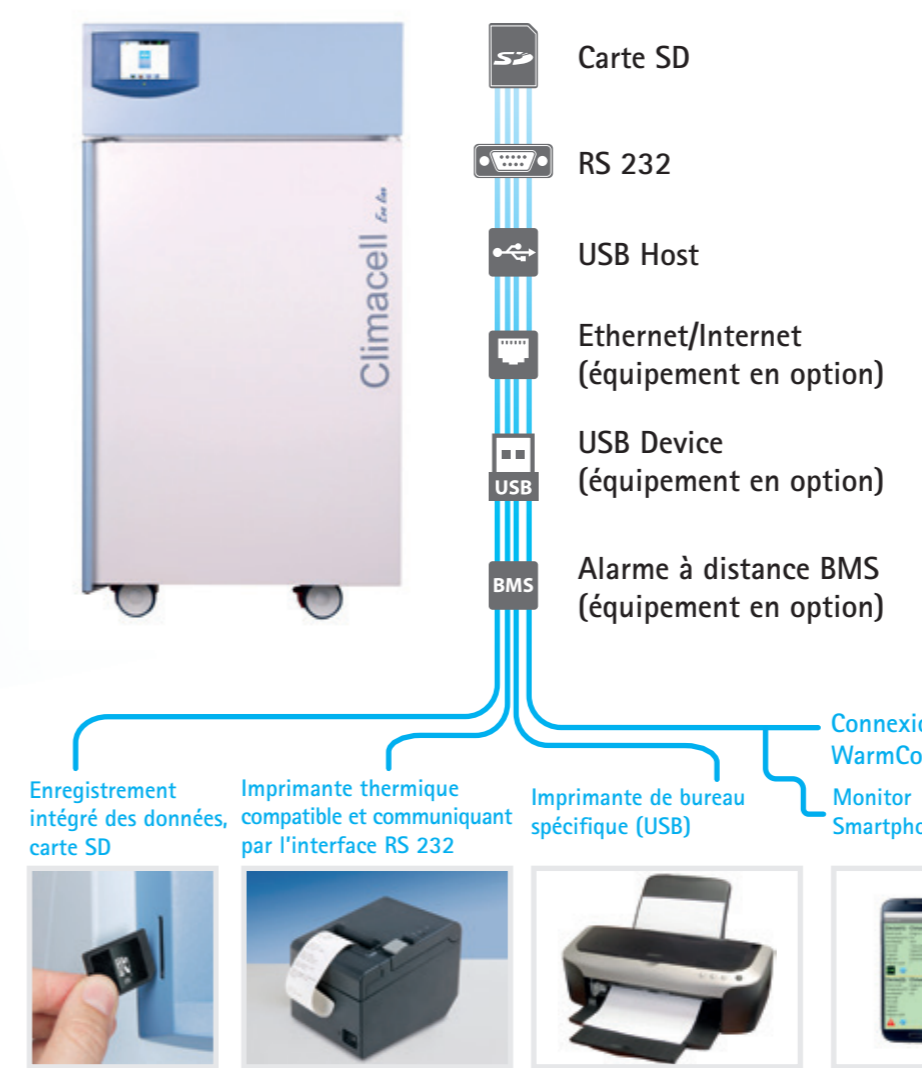 Climacell
Carte SD
RS 232
USB Host
Ethernet/Internet
(équipement en option)
USB Device
(équipement en option)
USB
Alarme à distance BMS
(équipement en option)
BMS
Enregistrement
intégré des données,
carte SD
Imprimante thermique
compatible et communiquant
par l'interface RS 232
Imprimante de bureau
spécifique (USB)
Monitor